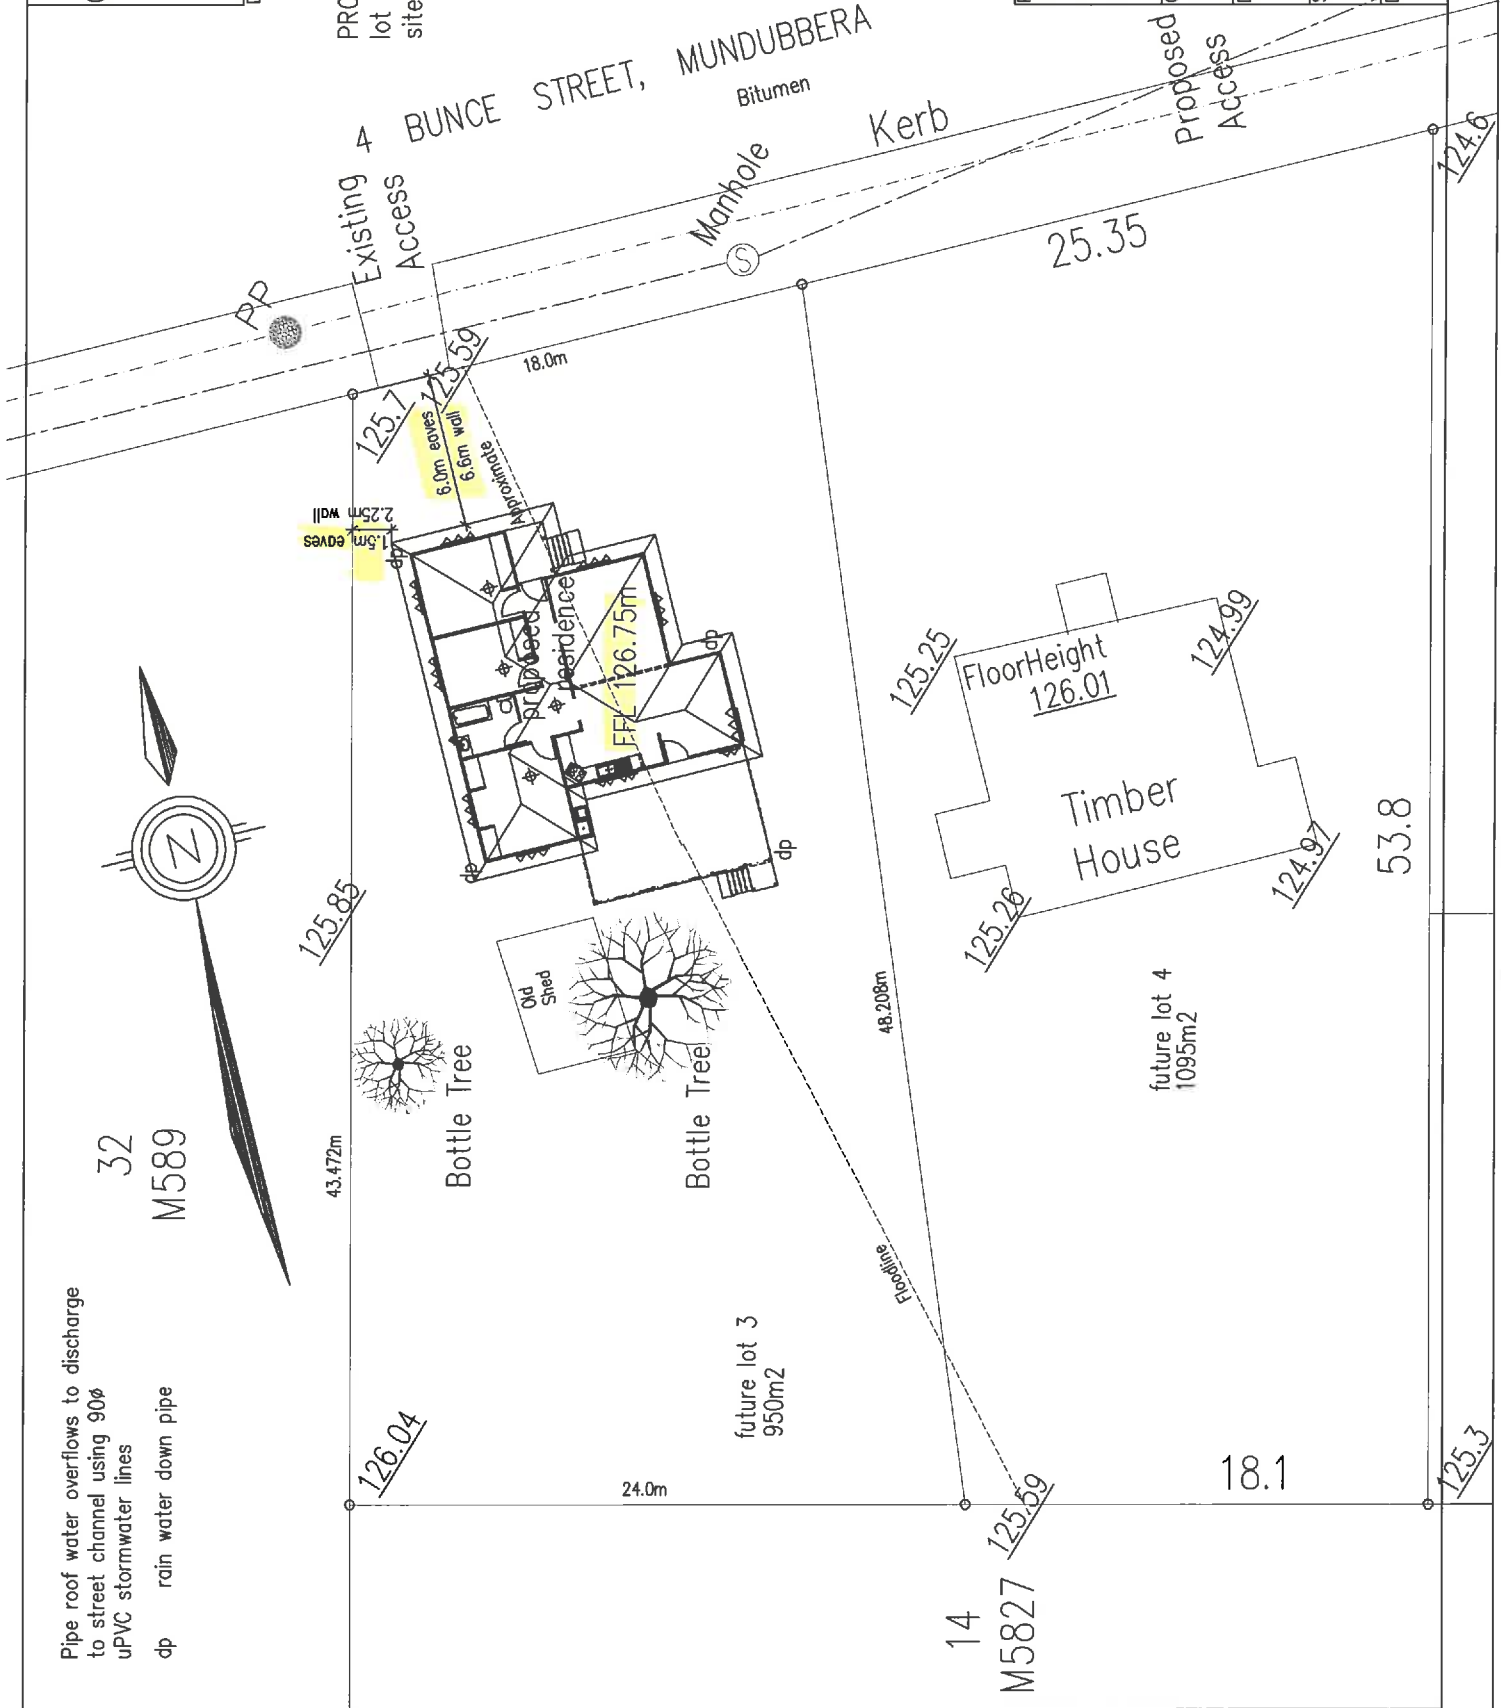 PRO
lot
site
4 BUNCE STREET, MUNDUBBERA
Bitumen
Kerb
Proposed
Access
Existing
Access
Manhole
S
PP
124.6
25.35
18.0m
125.7
125.59
6.0m eaves
6.6m wall
Approximate
2.25m wall
1.5m eaves
dp
proposed
residence
FFL 126.75m
dp
dp
dp
N
125.85
Old
Shed
Bottle Tree
Bottle Tree
125.25
FloorHeight
126.01
124.99
Timber
House
125.26
124.97
53.8
48.208m
future lot 4
1095m2
32
M589
43.472m
Floodline
future lot 3
950m2
126.04
24.0m
125.59
18.1
125.3
14
M5827
Pipe roof water overflows to discharge
to street channel using 90ø
uPVC stormwater lines
dp rain water down pipe